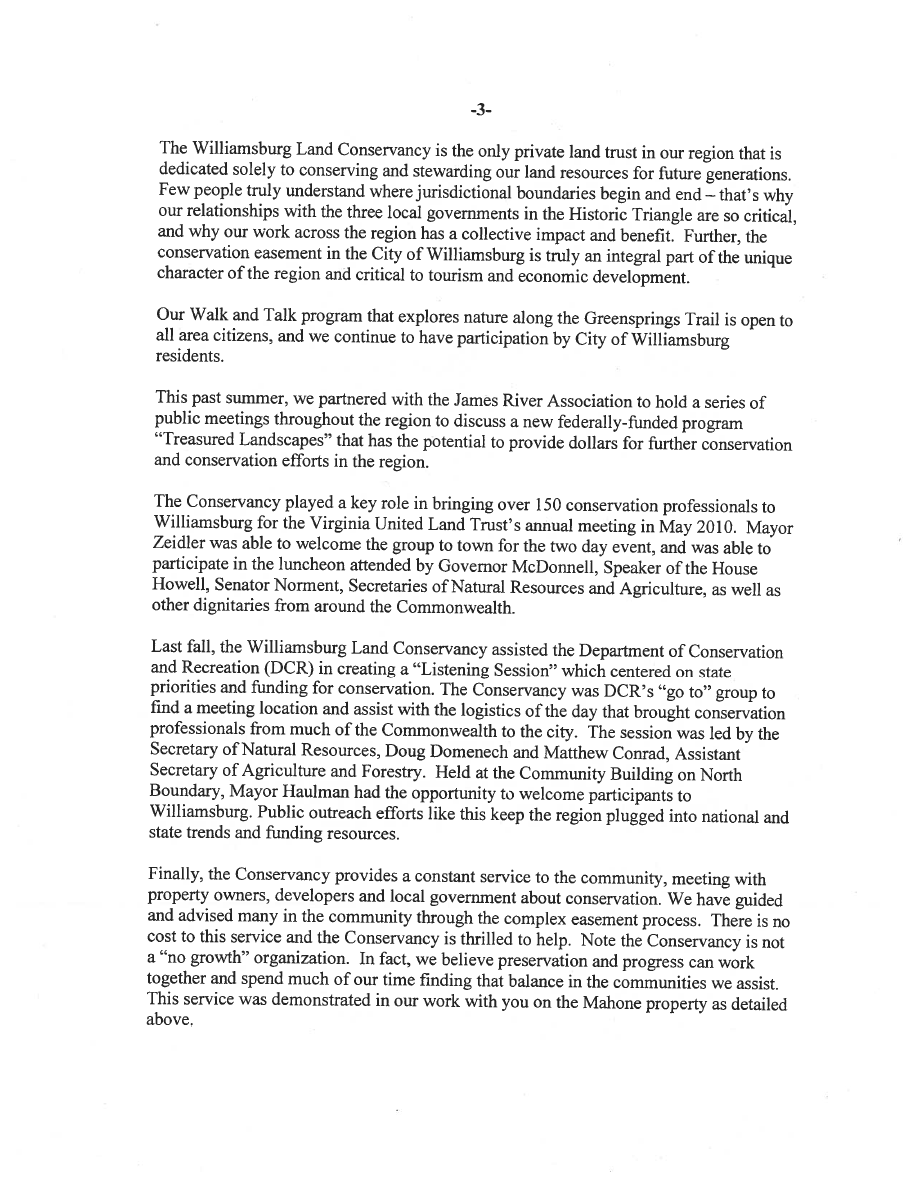 -3-
The Williamsburg Land Conservancy is the only private land trust in our region that is
dedicated solely to conserving and stewarding our land resources for future generations.
Few people truly understand where jurisdictional boundaries begin and end – that's why
our relationships with the three local governments in the Historic Triangle are so critical,
and why our work across the region has a collective impact and benefit.  Further, the
conservation easement in the City of Williamsburg is truly an integral part of the unique
character of the region and critical to tourism and economic development.
Our Walk and Talk program that explores nature along the Greensprings Trail is open to
all area citizens, and we continue to have participation by City of Williamsburg
residents.
This past summer, we partnered with the James River Association to hold a series of
public meetings throughout the region to discuss a new federally-funded program
“Treasured Landscapes” that has the potential to provide dollars for further conservation
and conservation efforts in the region.
The Conservancy played a key role in bringing over 150 conservation professionals to
Williamsburg for the Virginia United Land Trust's annual meeting in May 2010.  Mayor
Zeidler was able to welcome the group to town for the two day event, and was able to
participate in the luncheon attended by Governor McDonnell, Speaker of the House
Howell, Senator Norment, Secretaries of Natural Resources and Agriculture, as well as
other dignitaries from around the Commonwealth.
Last fall, the Williamsburg Land Conservancy assisted the Department of Conservation
and Recreation (DCR) in creating a “Listening Session” which centered on state
priorities and funding for conservation. The Conservancy was DCR's “go to” group to
find a meeting location and assist with the logistics of the day that brought conservation
professionals from much of the Commonwealth to the city.  The session was led by the
Secretary of Natural Resources, Doug Domenech and Matthew Conrad, Assistant
Secretary of Agriculture and Forestry.  Held at the Community Building on North
Boundary, Mayor Haulman had the opportunity to welcome participants to
Williamsburg. Public outreach efforts like this keep the region plugged into national and
state trends and funding resources.
Finally, the Conservancy provides a constant service to the community, meeting with
property owners, developers and local government about conservation. We have guided
and advised many in the community through the complex easement process.  There is no
cost to this service and the Conservancy is thrilled to help.  Note the Conservancy is not
a “no growth” organization.  In fact, we believe preservation and progress can work
together and spend much of our time finding that balance in the communities we assist.
This service was demonstrated in our work with you on the Mahone property as detailed
above.